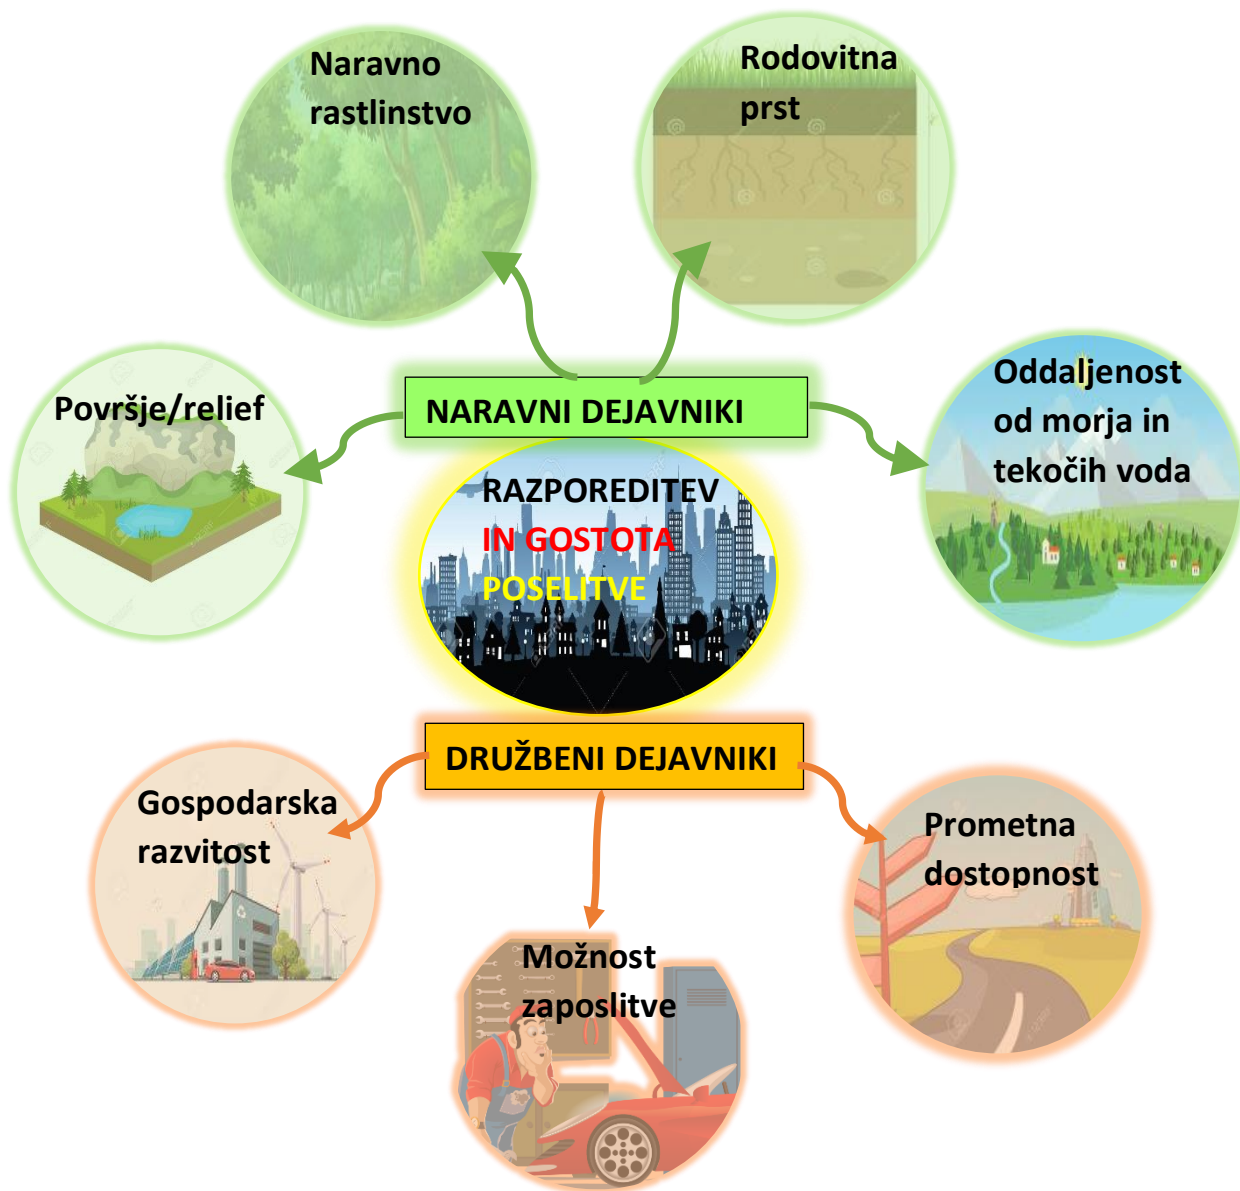 Naravno
rastlinstvo
Rodovitna
prst
Površje/relief
NARAVNI DEJAVNIKI
Oddaljenost
od morja in
tekočih voda
RAZPOREDITEV
IN GOSTOTA
POSELITVE
DRUŽBENI DEJAVNIKI
Gospodarska
razvitost
Možnost
zaposlitve
Prometna
dostopnost